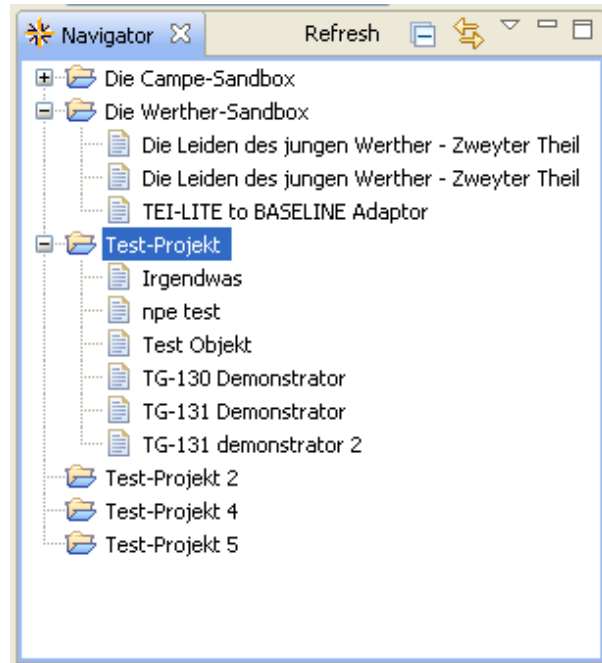 Navigator Refresh
Die Campe-Sandbox
Die Werther-Sandbox
Die Leiden des jungen Werther - Zweyter Theil
Die Leiden des jungen Werther - Zweyter Theil
TEI-LITE to BASELINE Adaptor
Test-Projekt
Irgendwas
npe test
Test Objekt
TG-130 Demonstrator
TG-131 Demonstrator
TG-131 demonstrator 2
Test-Projekt 2
Test-Projekt 4
Test-Projekt 5